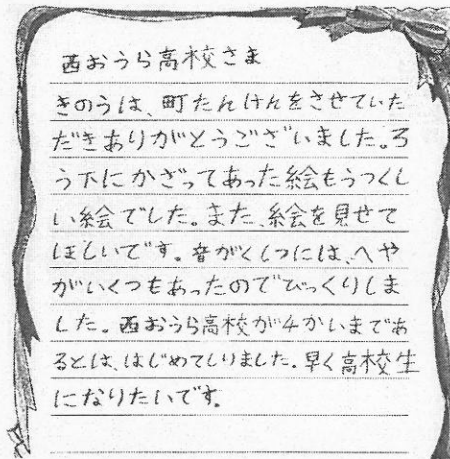 西おうら高校さま
きのうは、町たんけんをさせていた
だきありがとうございました。ろ
う下にかざってあった絵もうつくし
い絵でした。また、絵を見せて
ほしいです。音がくしつには、へや
がいくつもあったのでびっくりしま
した。西おうら高校が4かいまであ
るとは、はじめてしりました。早く高校生
になりたいです。